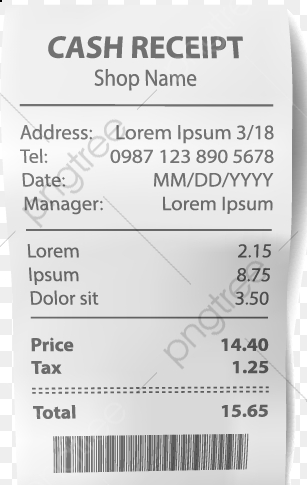 CASH RECEIPT
Shop Name
Address: Lorem Ipsum 3/18
Tel: 0987 123 890 5678
Date: MM/DD/YYYY
Manager: Lorem Ipsum
Lorem 2.15
Ipsum 8.75
Dolor sit 3.50
Price 14.40
Tax 1.25
Total 15.65
pngtree
pngtree